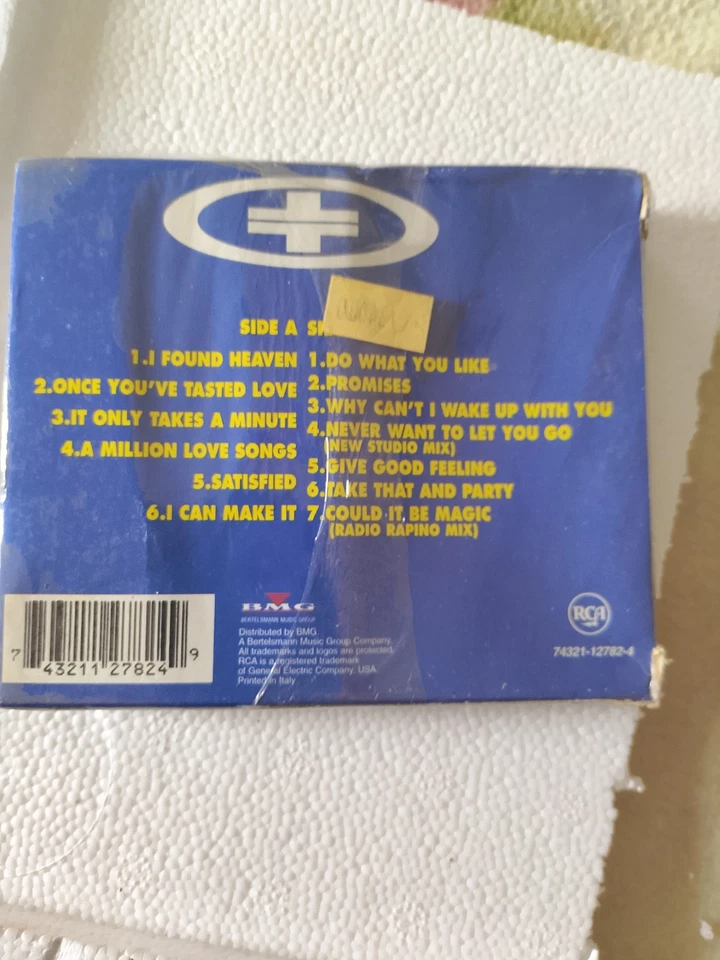 SIDE A
1.I FOUND HEAVEN
2.ONCE YOU'VE TASTED LOVE
3.IT ONLY TAKES A MINUTE
4.A MILLION LOVE SONGS
5.SATISFIED
6.I CAN MAKE IT
1.DO WHAT YOU LIKE
2.PROMISES
3.WHY CAN'T I WAKE UP WITH YOU
4.NEVER WANT TO LET YOU GO
(NEW STUDIO MIX)
5.GIVE GOOD FEELING
6.TAKE THAT AND PARTY
7.COULD IT BE MAGIC
(RADIO RAPINO MIX)
7 43211 27824 9
BMG
BERTELSMANN MUSIC GROUP
Distributed by BMG
A Bertelsmann Music Group Company.
All trademarks and logos are protected.
RCA is a registered trademark
of General Electric Company, USA.
Printed in Italy
RCA
74321-12782-4